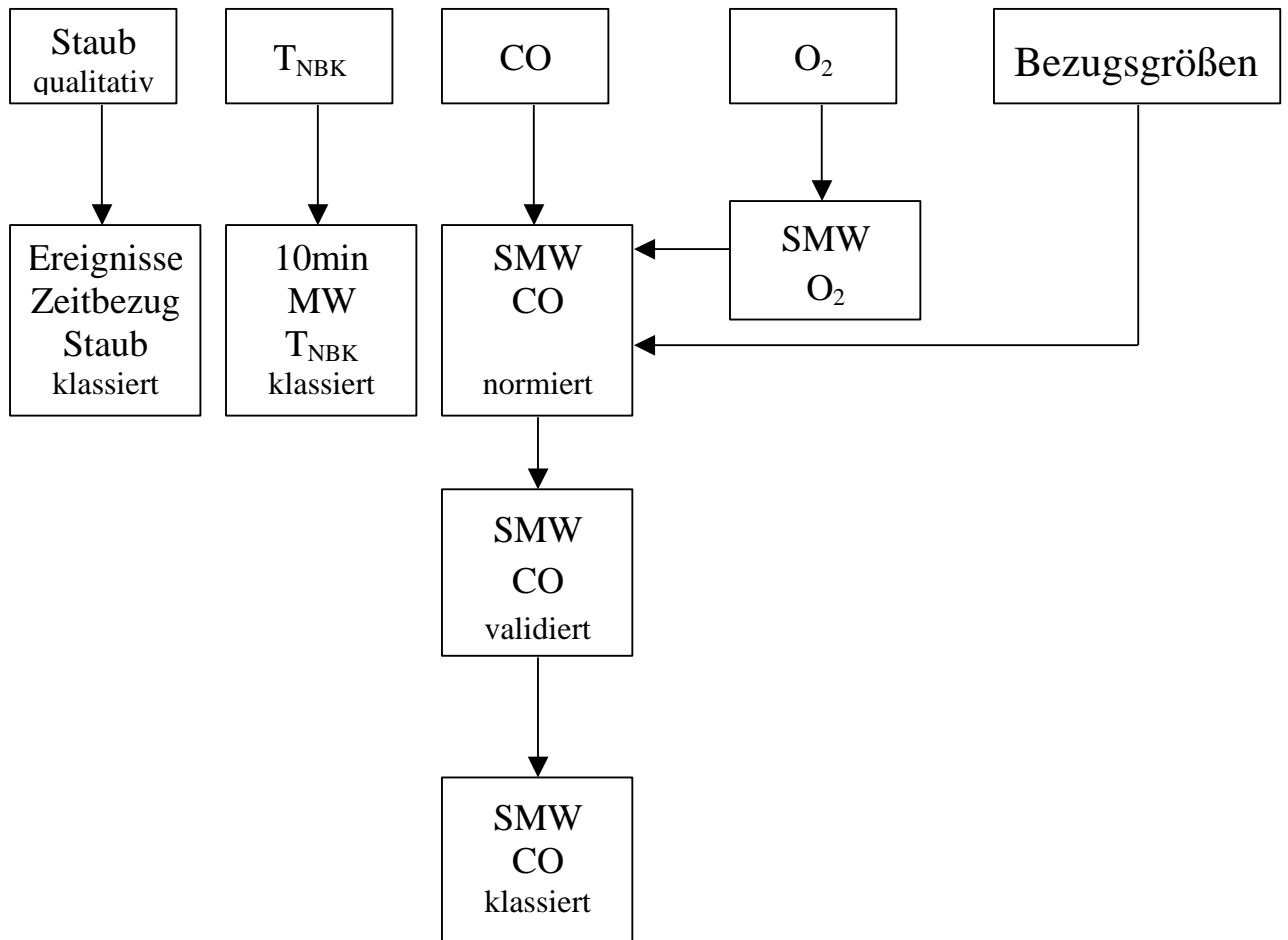 Staub
qualitativ
T_NBK
CO
O₂
Bezugsgrößen
Ereignisse
Zeitbezug
Staub
klassiert
10min
MW
T_NBK
klassiert
SMW
CO
normiert
SMW
O₂
SMW
CO
validiert
SMW
CO
klassiert